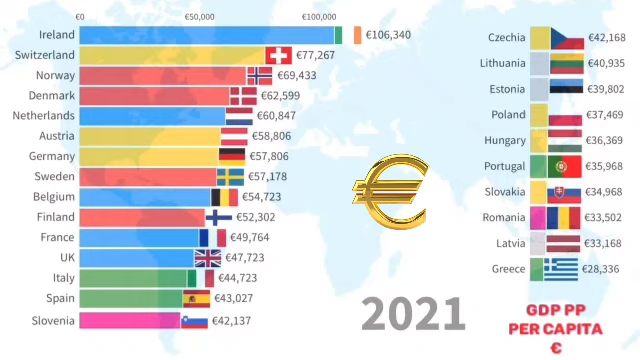 €0 €50,000 €100,000
Ireland €106,340
Switzerland €77,267
Norway €69,433
Denmark €62,599
Netherlands €60,847
Austria €58,806
Germany €57,806
Sweden €57,178
Belgium €54,723
Finland €52,302
France €49,764
UK €47,723
Italy €44,723
Spain €43,027
Slovenia €42,137
Czechia €42,168
Lithuania €40,935
Estonia €39,802
Poland €37,469
Hungary €36,369
Portugal €35,968
Slovakia €34,968
Romania €33,502
Latvia €33,168
Greece €28,336
€
2021
GDP PP
PER CAPITA
€